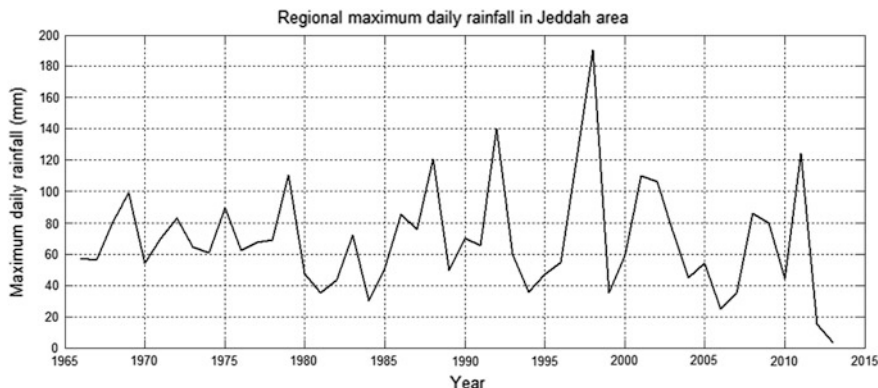 Regional maximum daily rainfall in Jeddah area
Maximum daily rainfall (mm)
200
180
160
140
120
100
80
60
40
20
0
1965 1970 1975 1980 1985 1990 1995 2000 2005 2010 2015
Year